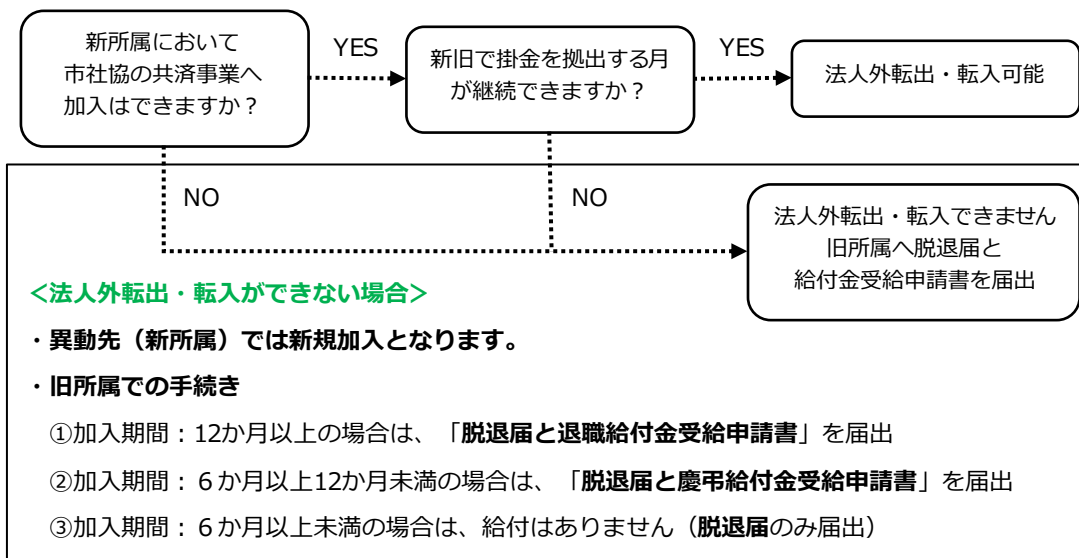 新所属において
市社協の共済事業へ
加入はできますか？
YES
新旧で掛金を拠出する月
が継続できますか？
YES
法人外転出・転入可能
NO
NO
法人外転出・転入できません
旧所属へ脱退届と
給付金受給申請書を届出
＜法人外転出・転入ができない場合＞
・異動先（新所属）では新規加入となります。
・旧所属での手続き
①加入期間：12か月以上の場合は、「脱退届と退職給付金受給申請書」を届出
②加入期間：６か月以上12か月未満の場合は、「脱退届と慶弔給付金受給申請書」を届出
③加入期間：６か月以上未満の場合は、給付はありません（脱退届のみ届出）